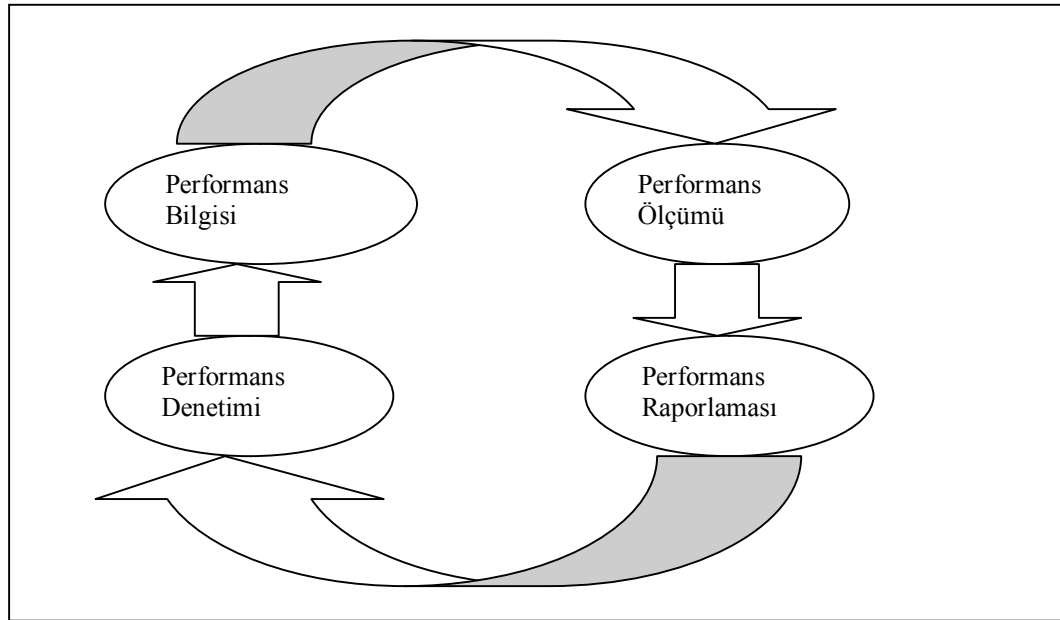 Performans
Bilgisi
Performans
Ölçümü
Performans
Denetimi
Performans
Raporlaması